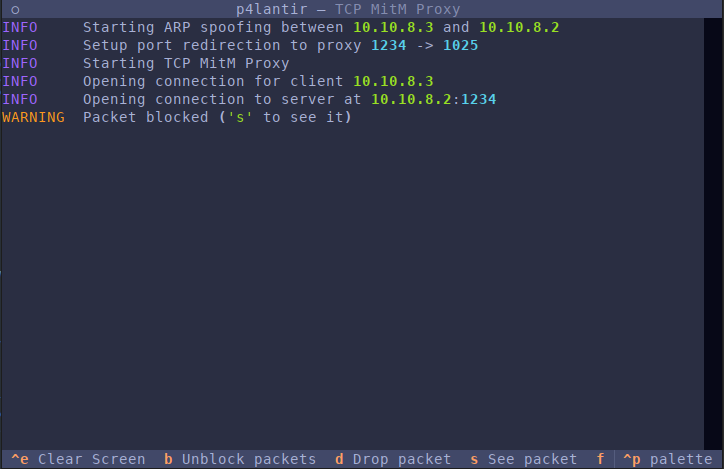 ○ p4lantir — TCP MitM Proxy
INFO Starting ARP spoofing between 10.10.8.3 and 10.10.8.2
INFO Setup port redirection to proxy 1234 -> 1025
INFO Starting TCP MitM Proxy
INFO Opening connection for client 10.10.8.3
INFO Opening connection to server at 10.10.8.2:1234
WARNING Packet blocked ('s' to see it)
^e Clear Screen b Unblock packets d Drop packet s See packet f ^p palette